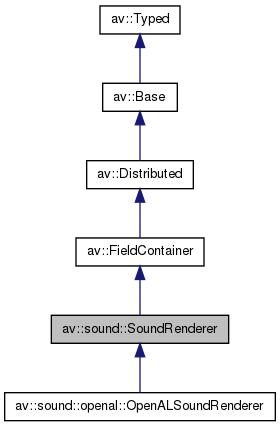 av::Typed
av::Base
av::Distributed
av::FieldContainer
av::sound::SoundRenderer
av::sound::openal::OpenALSoundRenderer